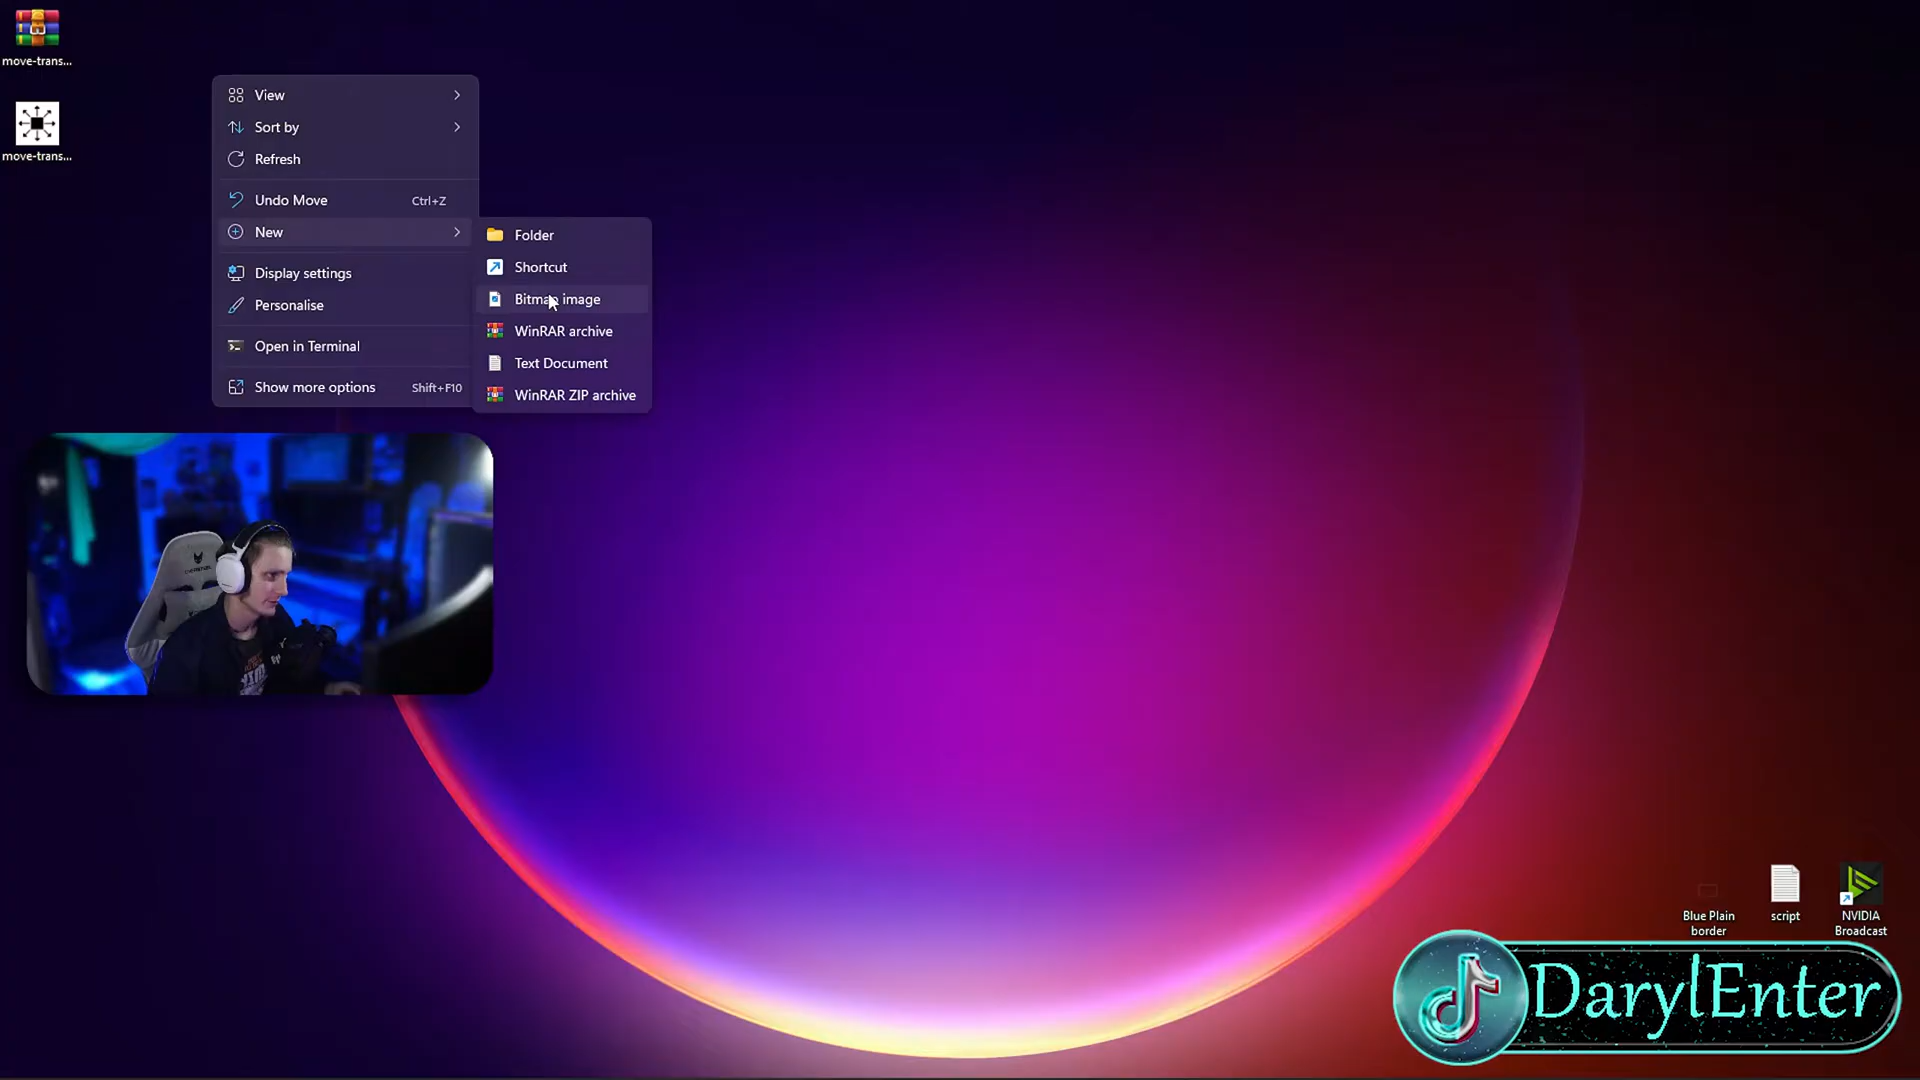 move-trans...
move-trans...
View
Sort by
Refresh
Undo Move Ctrl+Z
New
Display settings
Personalise
Open in Terminal
Show more options Shift+F10
Folder
Shortcut
Bitmap image
WinRAR archive
Text Document
WinRAR ZIP archive
Blue Plain
border
script
NVIDIA
Broadcast
DarylEnter